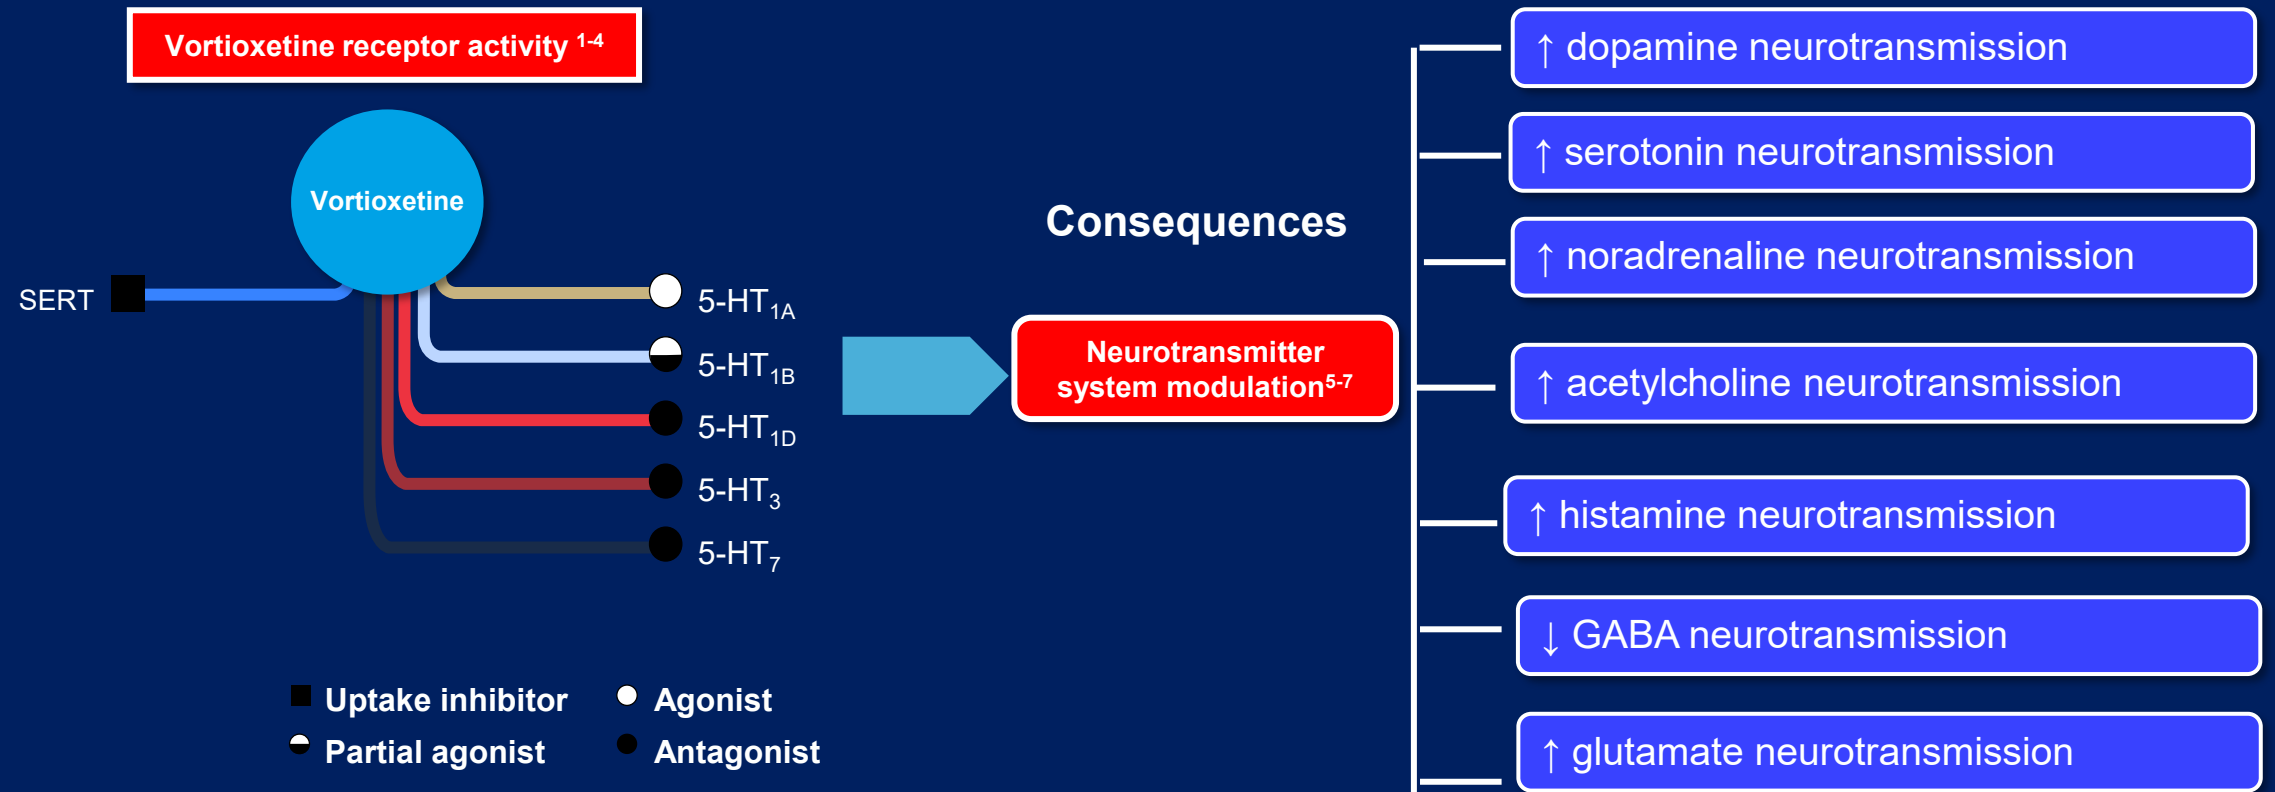 Vortioxetine receptor activity 1-4
Vortioxetine
SERT
5-HT1A
5-HT1B
5-HT1D
5-HT3
5-HT7
Uptake inhibitor
Agonist
Partial agonist
Antagonist
Consequences
Neurotransmitter
system modulation5-7
↑ dopamine neurotransmission
↑ serotonin neurotransmission
↑ noradrenaline neurotransmission
↑ acetylcholine neurotransmission
↑ histamine neurotransmission
↓ GABA neurotransmission
↑ glutamate neurotransmission